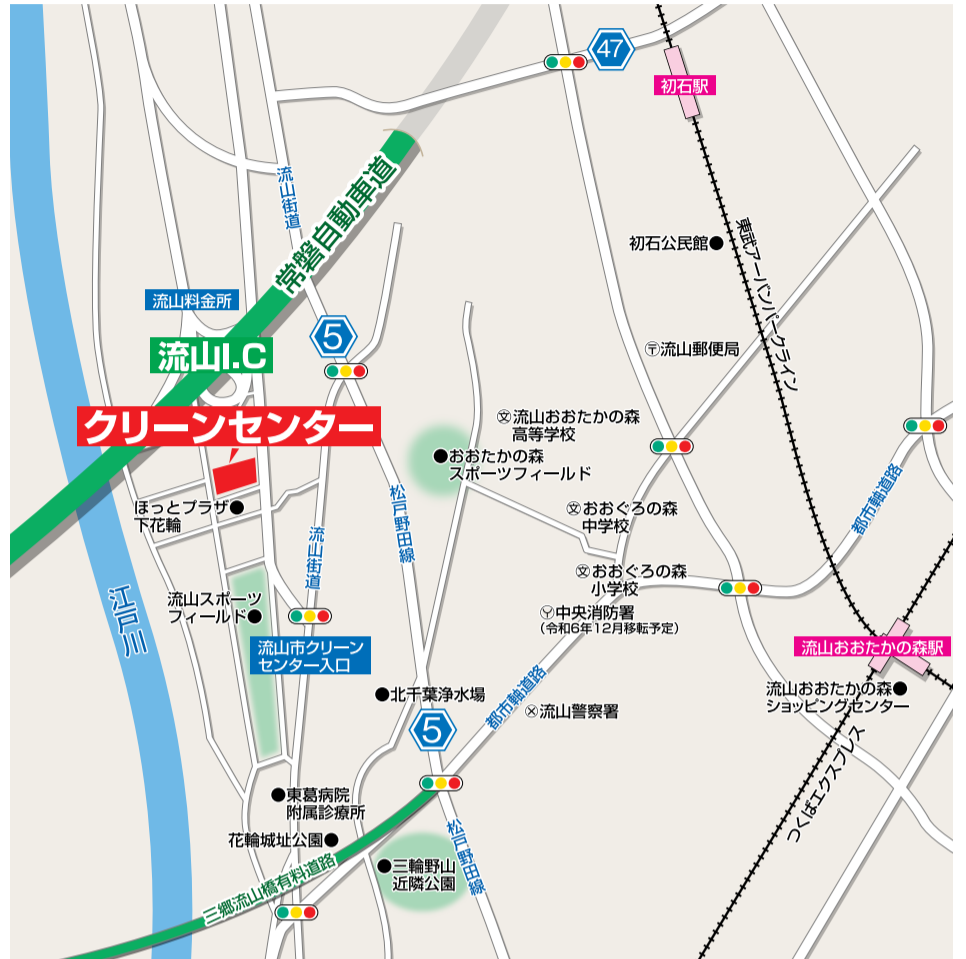 47
初石駅
流山街道
常磐自動車道
初石公民館
東武アーバンパークライン
流山料金所
5
流山I.C
〒流山郵便局
クリーンセンター
文流山おおたかの森
高等学校
おおたかの森
スポーツフィールド
都市軸道路
松戸野田線
ほっとプラザ
下花輪
文おおぐろの森
中学校
流山街道
文おおぐろの森
小学校
江戸川
流山スポーツ
フィールド
中央消防署
(令和6年12月移転予定)
流山市クリーン
センター入口
流山おおたかの森駅
北千葉浄水場
都市軸道路
流山おおたかの森
ショッピングセンター
流山警察署
5
つくばエクスプレス
東葛病院
附属診療所
花輪城址公園
松戸野田線
三輪野山
近隣公園
三郷流山橋有料道路